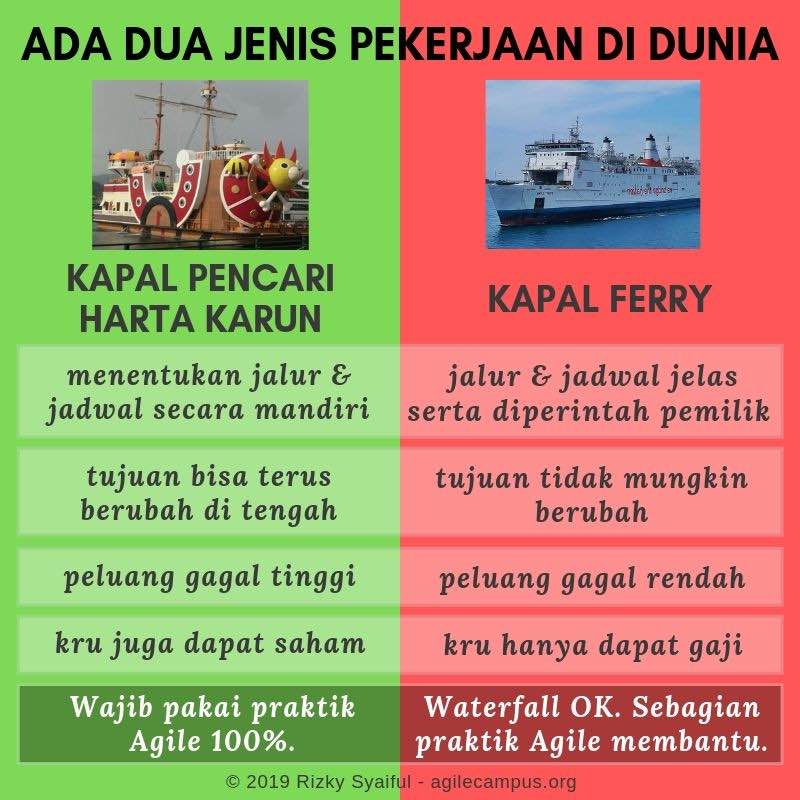 ADA DUA JENIS PEKERJAAN DI DUNIA
KAPAL PENCARI
HARTA KARUN
menentukan jalur &
jadwal secara mandiri
tujuan bisa terus
berubah di tengah
peluang gagal tinggi
kru juga dapat saham
Wajib pakai praktik
Agile 100%.
KAPAL FERRY
jalur & jadwal jelas
serta diperintah pemilik
tujuan tidak mungkin
berubah
peluang gagal rendah
kru hanya dapat gaji
Waterfall OK. Sebagian
praktik Agile membantu.
© 2019 Rizky Syaiful - agilecampus.org